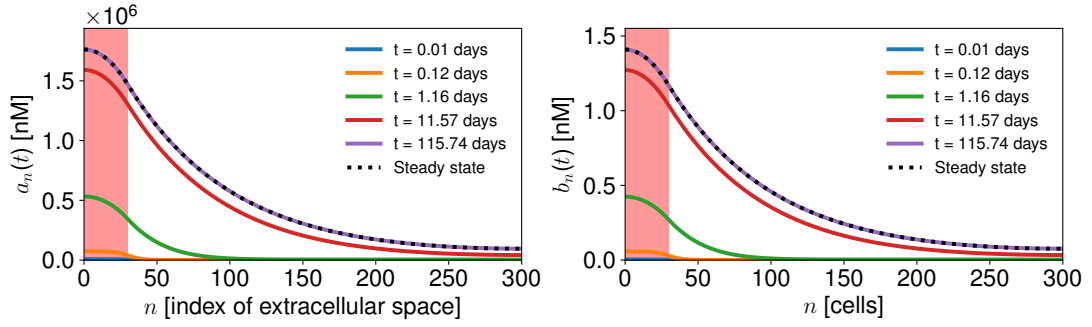 ×10⁶
a_n(t) [nM]
1.5
1.0
0.5
0.0
t = 0.01 days
t = 0.12 days
t = 1.16 days
t = 11.57 days
t = 115.74 days
Steady state
0 50 100 150 200 250 300
n [index of extracellular space]
b_n(t) [nM]
1.5
1.0
0.5
0.0
t = 0.01 days
t = 0.12 days
t = 1.16 days
t = 11.57 days
t = 115.74 days
Steady state
0 50 100 150 200 250 300
n [cells]